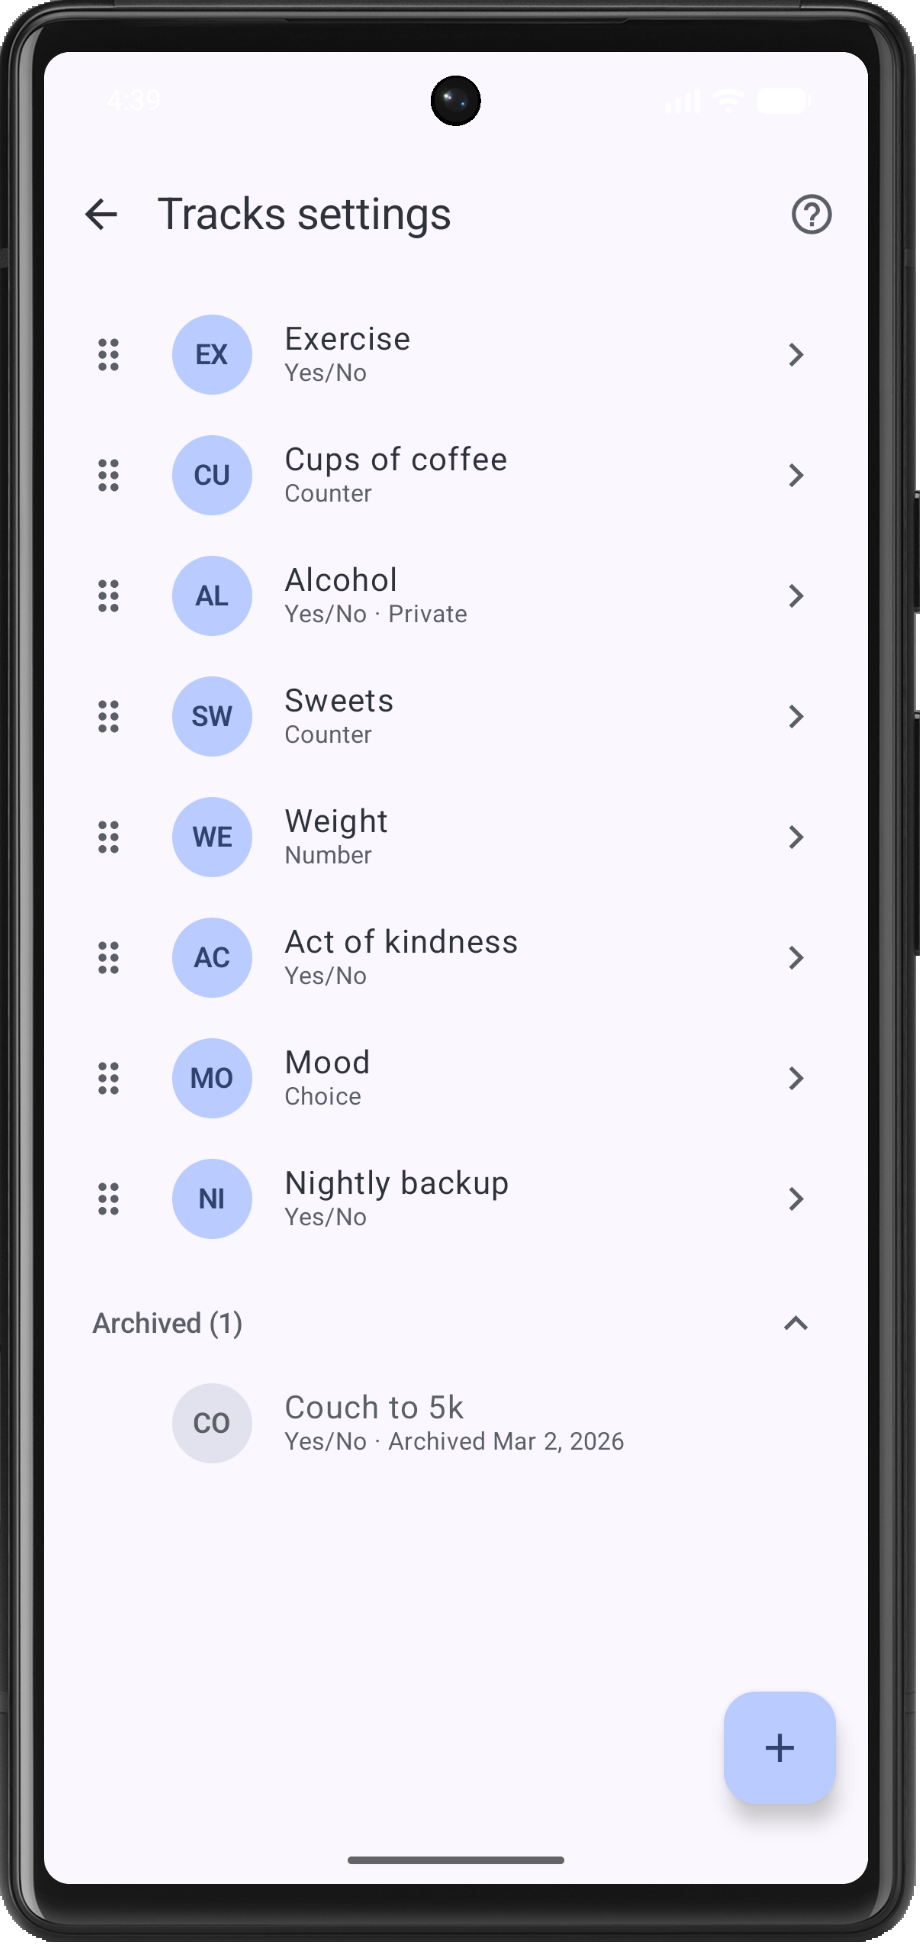 4:39
Tracks settings
EX
Exercise
Yes/No
CU
Cups of coffee
Counter
AL
Alcohol
Yes/No · Private
SW
Sweets
Counter
WE
Weight
Number
AC
Act of kindness
Yes/No
MO
Mood
Choice
NI
Nightly backup
Yes/No
Archived (1)
CO
Couch to 5k
Yes/No · Archived Mar 2, 2026